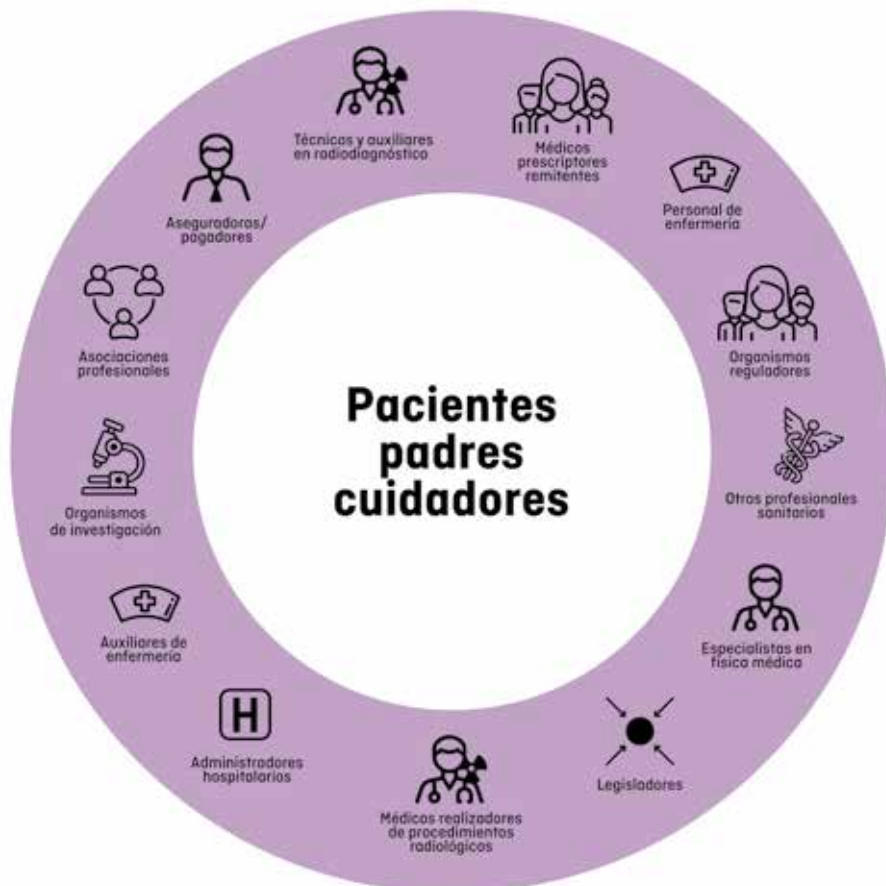 Técnicos y auxiliares
en radiodiagnóstico
Médicos
prescriptores
remitentes
Personal de
enfermería
Organismos
reguladores
Otros profesionales
sanitarios
Especialistas en
física médica
Legisladores
Médicos realizadores
de procedimientos
radiológicos
Administradores
hospitalarios
H
Auxiliares de
enfermería
Organismos
de investigación
Asociaciones
profesionales
Aseguradoras/
pagadores
Pacientes
padres
cuidadores